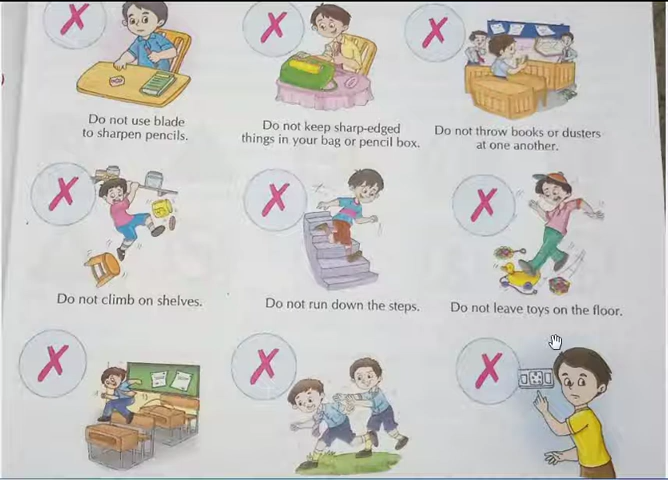 Do not use blade
to sharpen pencils.
Do not keep sharp-edged
things in your bag or pencil box.
Do not throw books or dusters
at one another.
Do not climb on shelves.
Do not run down the steps.
Do not leave toys on the floor.